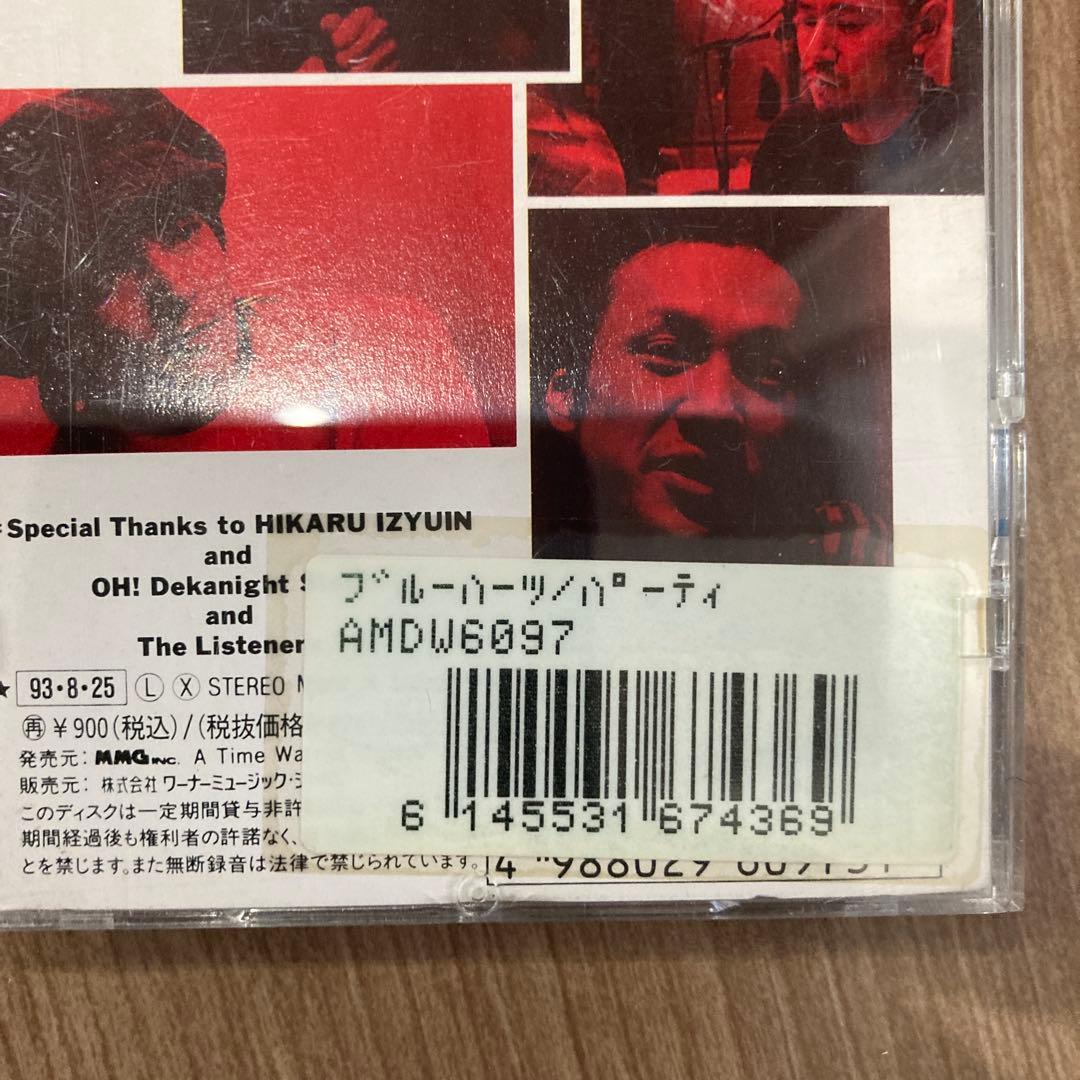 Special Thanks to HIKARU IZYUIN
and
OH! Dekanight
and
The Listener
★ 93・8・25 Ⓛ Ⓧ STEREO
再 ¥900(税込)/(税抜価格
発売元: MMG INC. A Time Wa
販売元: 株式会社ワーナーミュージック・
このディスクは一定期間貸与非許
期間経過後も権利者の許諾なく、
とを禁じます。また無断録音は法律で禁じられています。
ブルーハーツ/パーティ
AMDW6097
6 145531 674369
4 988029